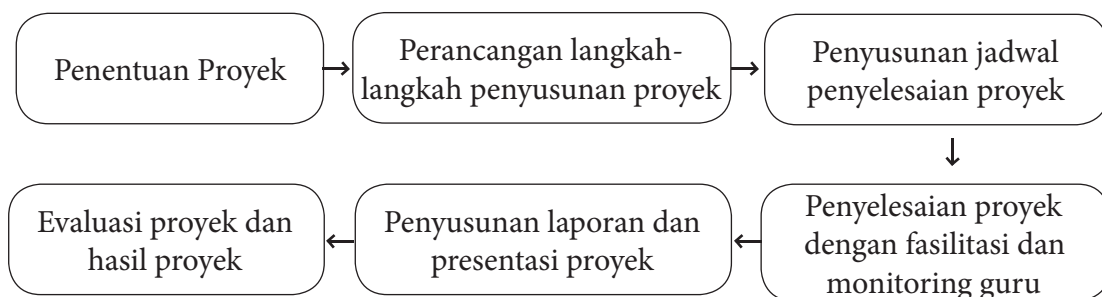 Penentuan Proyek
Perancangan langkah-
langkah penyusunan proyek
Penyusunan jadwal
penyelesaian proyek
Penyelesaian proyek
dengan fasilitasi dan
monitoring guru
Penyusunan laporan dan
presentasi proyek
Evaluasi proyek dan
hasil proyek